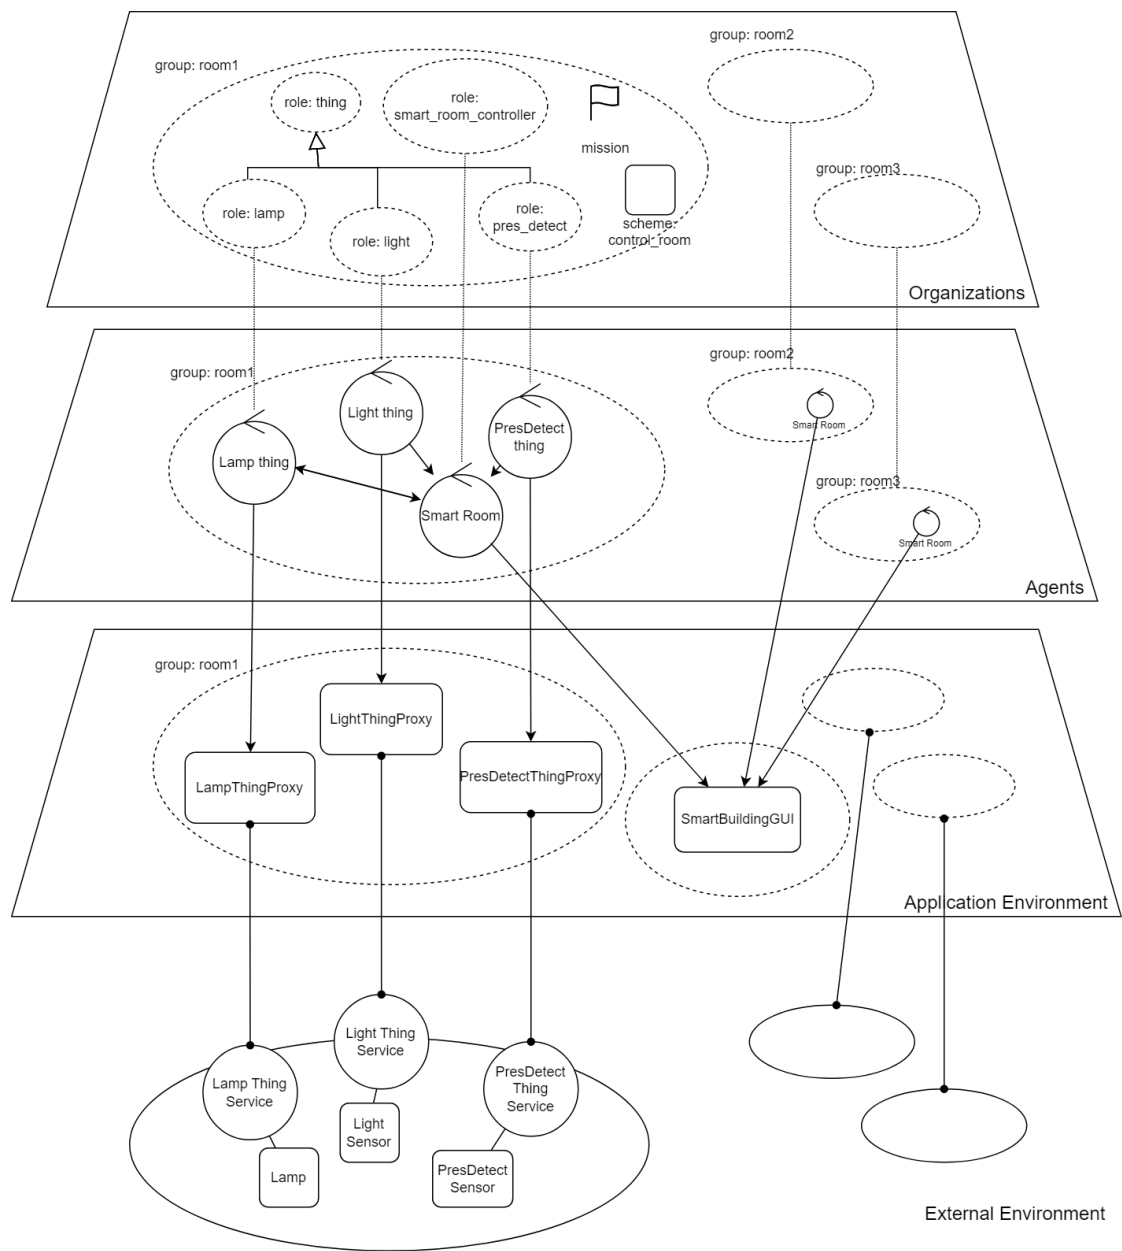 group: room2
group: room1
role: thing
role:
smart_room_controller
mission
group: room3
role: lamp
role: light
role:
pres_detect
scheme:
control_room
Organizations
group: room1
group: room2
Light thing
Lamp thing
PresDetect
thing
Smart Room
Smart Room
group: room3
Smart Room
Agents
group: room1
LightThingProxy
LampThingProxy
PresDetectThingProxy
SmartBuildingGUI
Application Environment
Light Thing
Service
Lamp Thing
Service
PresDetect
Thing
Service
Light
Sensor
Lamp
PresDetect
Sensor
External Environment